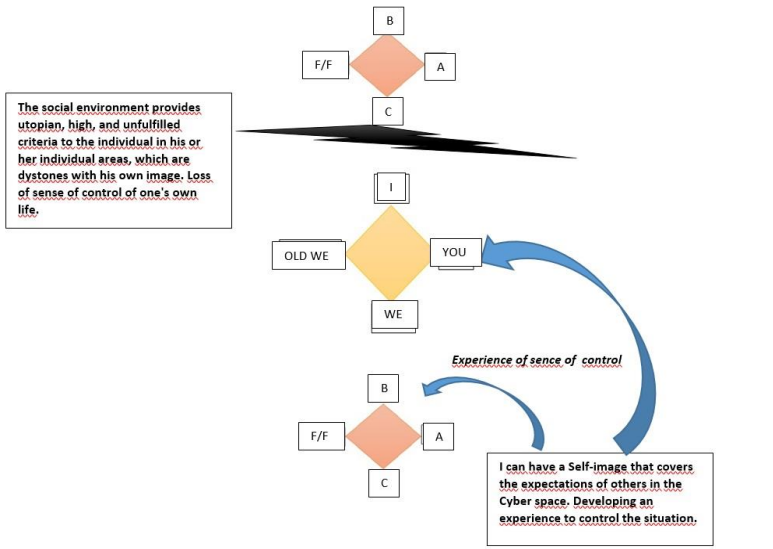 B
F/F
A
C
The social environment provides
utopian, high, and unfulfilled
criteria to the individual in his or
her individual areas, which are
dystones with his own image. Loss
of sense of control of one's own
life.
I
OLD WE
YOU
WE
Experience of sence of control
B
F/F
A
C
I can have a Self-image that covers
the expectations of others in the
Cyber space. Developing an
experience to control the situation.